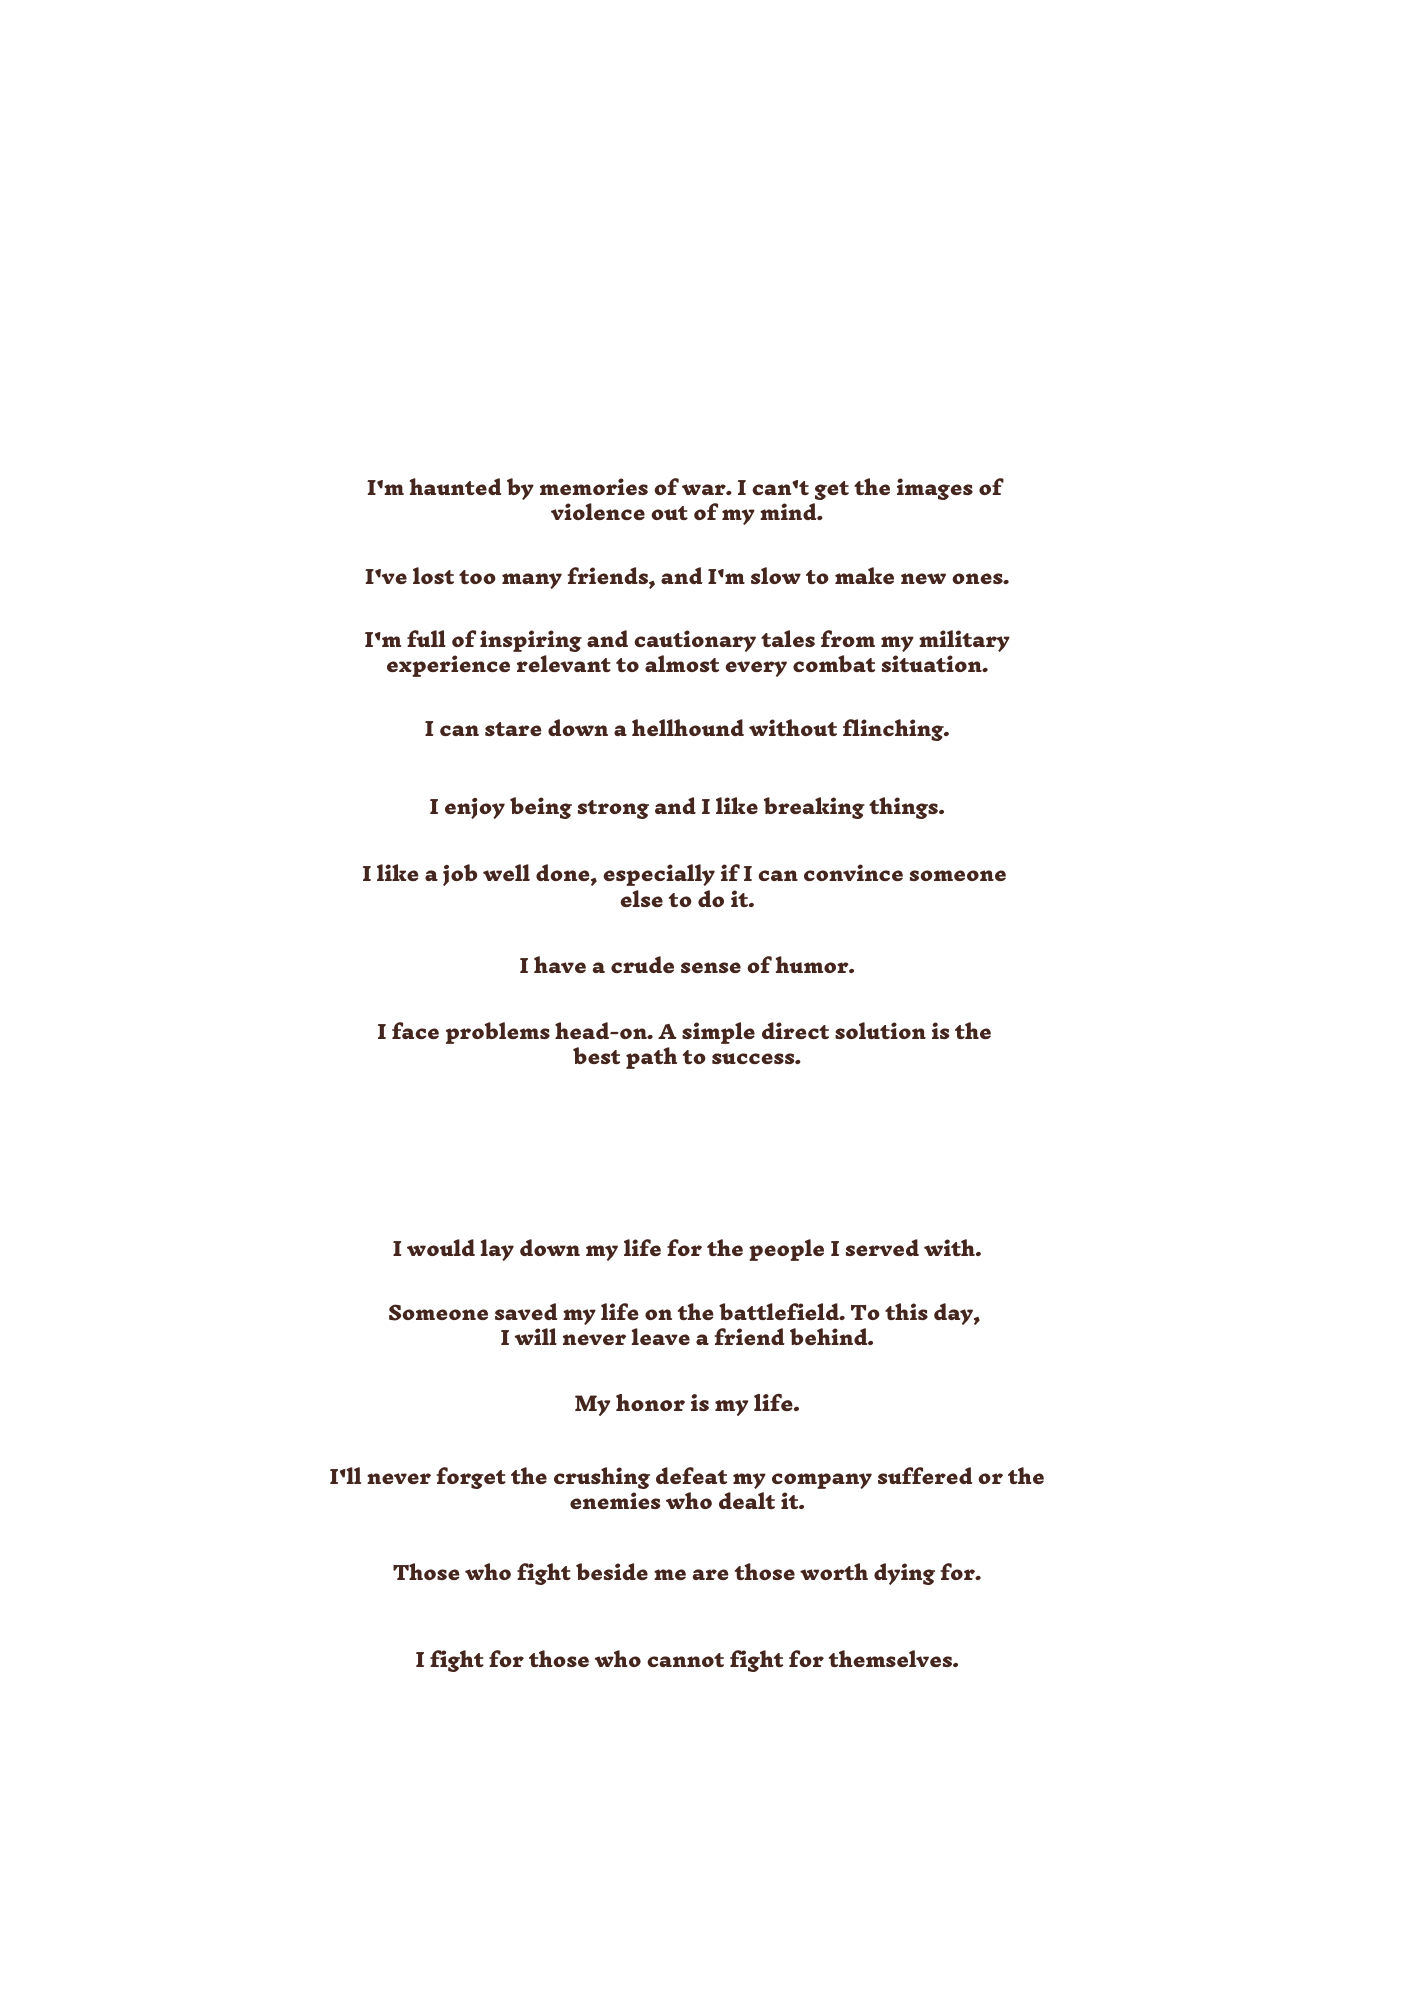 I'm haunted by memories of war. I can't get the images of
violence out of my mind.
I've lost too many friends, and I'm slow to make new ones.
I'm full of inspiring and cautionary tales from my military
experience relevant to almost every combat situation.
I can stare down a hellhound without flinching.
I enjoy being strong and I like breaking things.
I like a job well done, especially if I can convince someone
else to do it.
I have a crude sense of humor.
I face problems head-on. A simple direct solution is the
best path to success.
I would lay down my life for the people I served with.
Someone saved my life on the battlefield. To this day,
I will never leave a friend behind.
My honor is my life.
I'll never forget the crushing defeat my company suffered or the
enemies who dealt it.
Those who fight beside me are those worth dying for.
I fight for those who cannot fight for themselves.